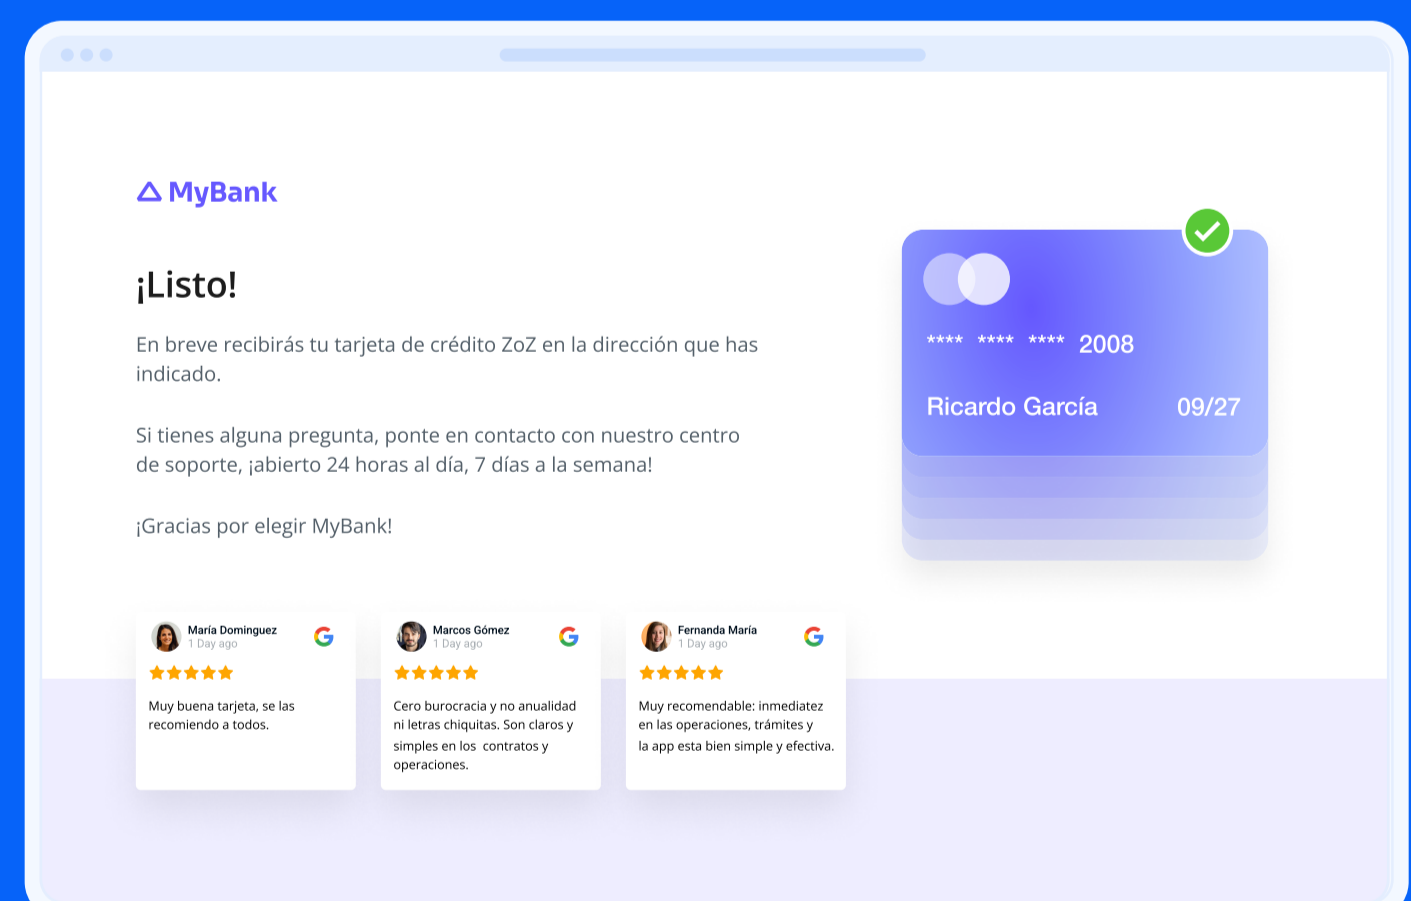 MyBank
¡Listo!
En breve recibirás tu tarjeta de crédito ZoZ en la dirección que has
indicado.
Si tienes alguna pregunta, ponte en contacto con nuestro centro
de soporte, ¡abierto 24 horas al día, 7 días a la semana!
¡Gracias por elegir MyBank!
**** **** **** 2008
Ricardo García 09/27
María Dominguez
1 Day ago
Muy buena tarjeta, se las
recomiendo a todos.
Marcos Gómez
1 Day ago
Cero burocracia y no anualidad
ni letras chiquitas. Son claros y
simples en los contratos y
operaciones.
Fernanda María
1 Day ago
Muy recomendable: inmediatez
en las operaciones, trámites y
la app esta bien simple y efectiva.